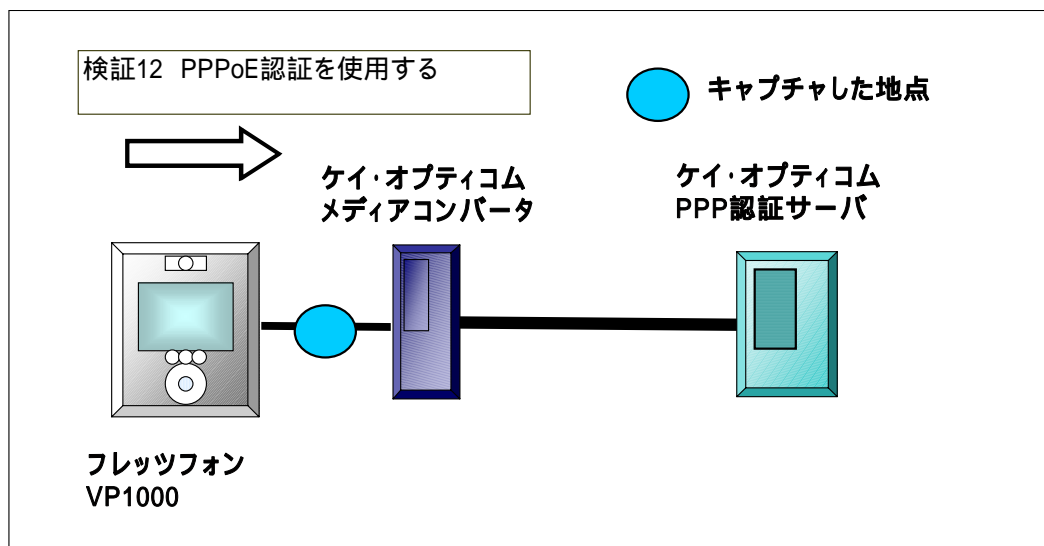 検証12 PPPoE認証を使用する
キャプチャした地点
ケイ・オプティコム
メディアコンバータ
ケイ・オプティコム
PPP認証サーバ
フレッツフォン
VP1000